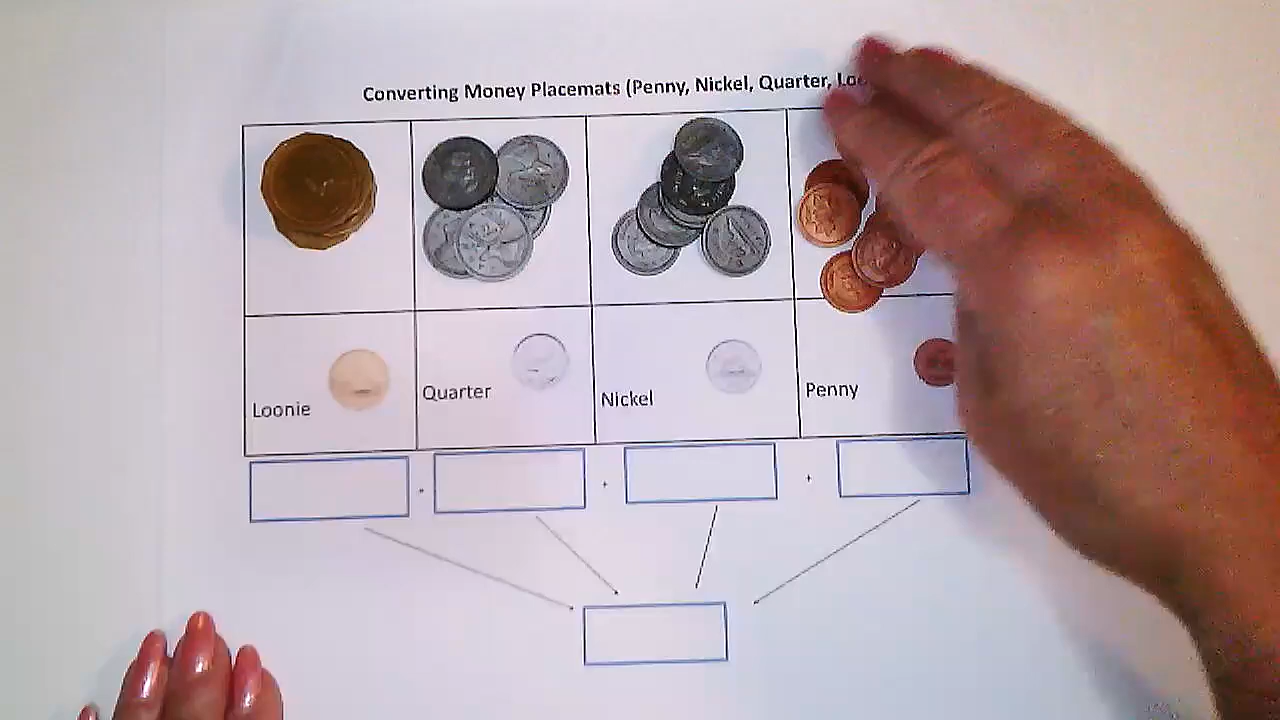 Converting Money Placemats (Penny, Nickel, Quarter,
Loonie
Quarter
Nickel
Penny
+
+
+